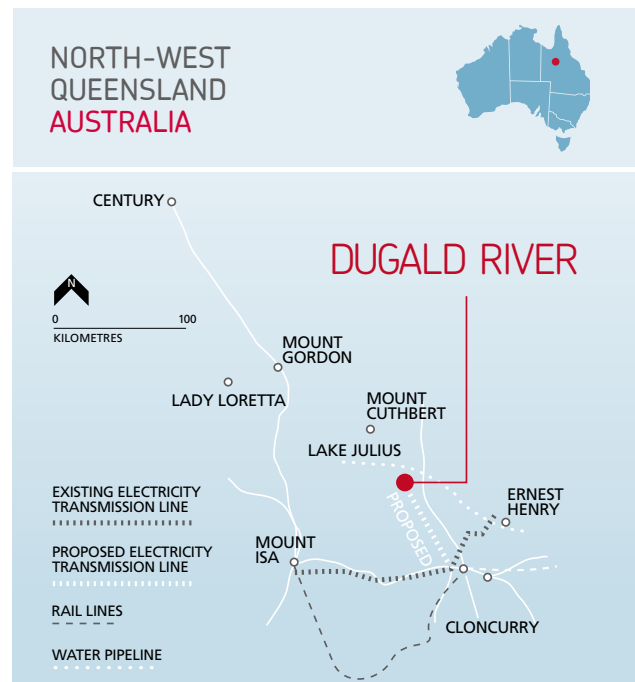 NORTH-WEST
QUEENSLAND
AUSTRALIA
CENTURY
DUGALD RIVER
N
0 100
KILOMETRES
MOUNT
GORDON
LADY LORETTA
MOUNT
CUTHBERT
LAKE JULIUS
EXISTING ELECTRICITY
TRANSMISSION LINE
ERNEST
HENRY
PROPOSED
MOUNT
ISA
PROPOSED ELECTRICITY
TRANSMISSION LINE
RAIL LINES
CLONCURRY
WATER PIPELINE